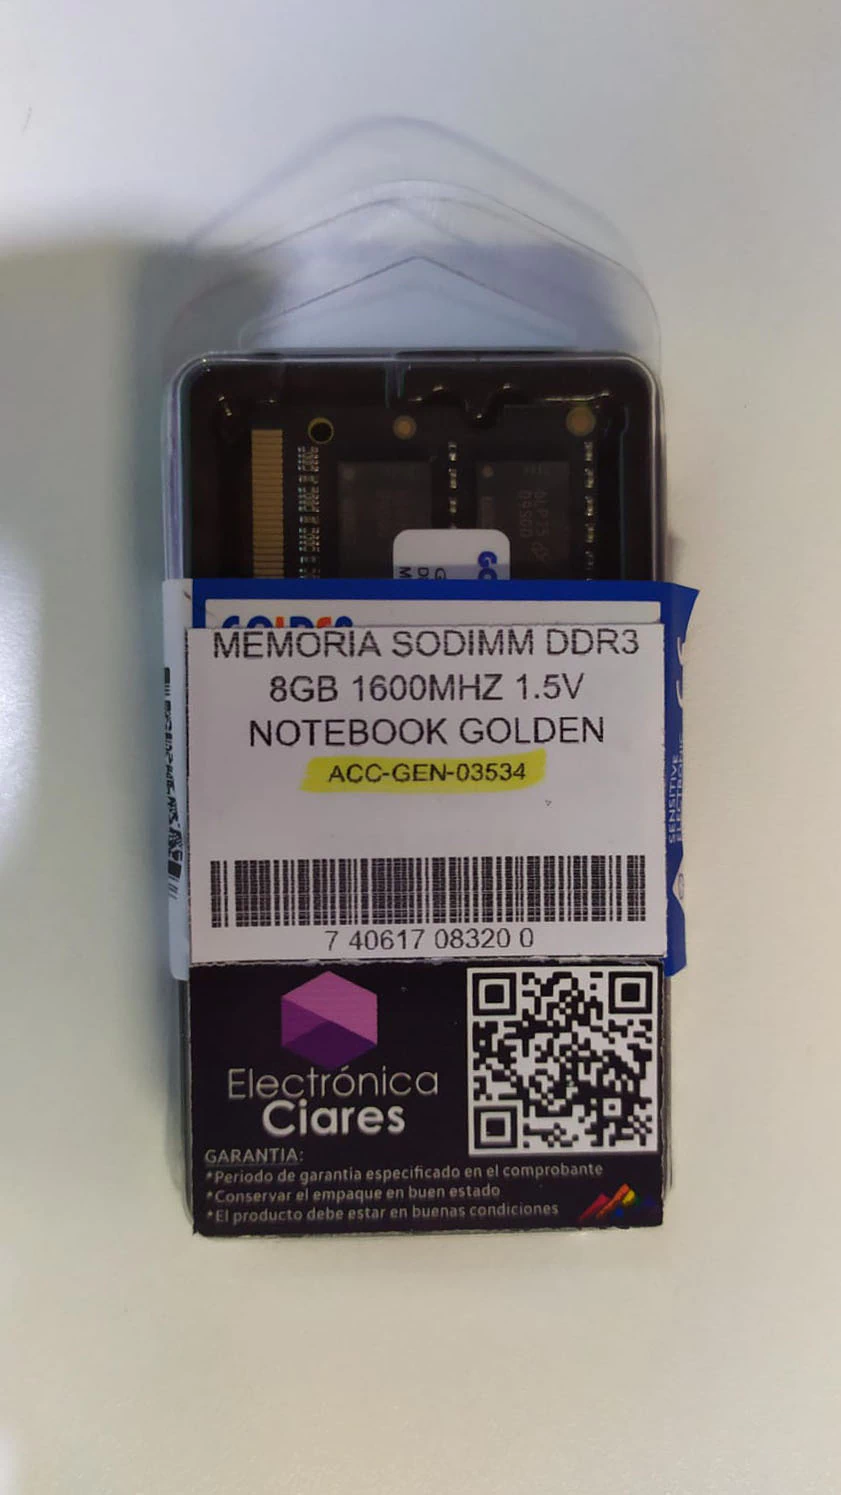 MEMORIA SODIMM DDR3
8GB 1600MHZ 1.5V
NOTEBOOK GOLDEN
ACC-GEN-03534
7 40617 08320 0
SENSITIVE
ELECTRONIC
Electrónica
Ciares
GARANTIA:
*Periodo de garantia especificado en el comprobante
*Conservar el empaque en buen estado
*El producto debe estar en buenas condiciones